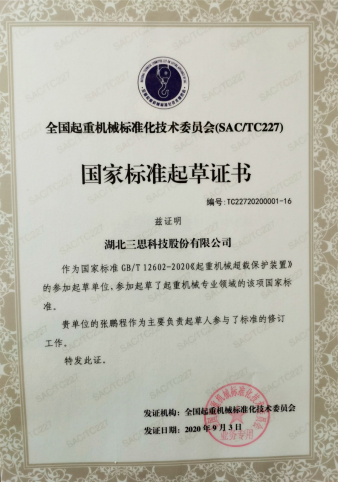 全国起重机械标准化技术委员会(SAC/TC227)
国家标准起草证书
编号:TC22720200001-16
兹证明
湖北三思科技股份有限公司
作为国家标准 GB/T 12602-2020《起重机械超载保护装置》
的参加起草单位,参加起草了起重机械专业领域的该项国家标
准。
贵单位的张鹏程作为主要负责起草人参与了标准的修订
工作。
特发此证。
发证机构:全国起重机械标准化技术委员会
发证日期:2020 年 9 月 3 日